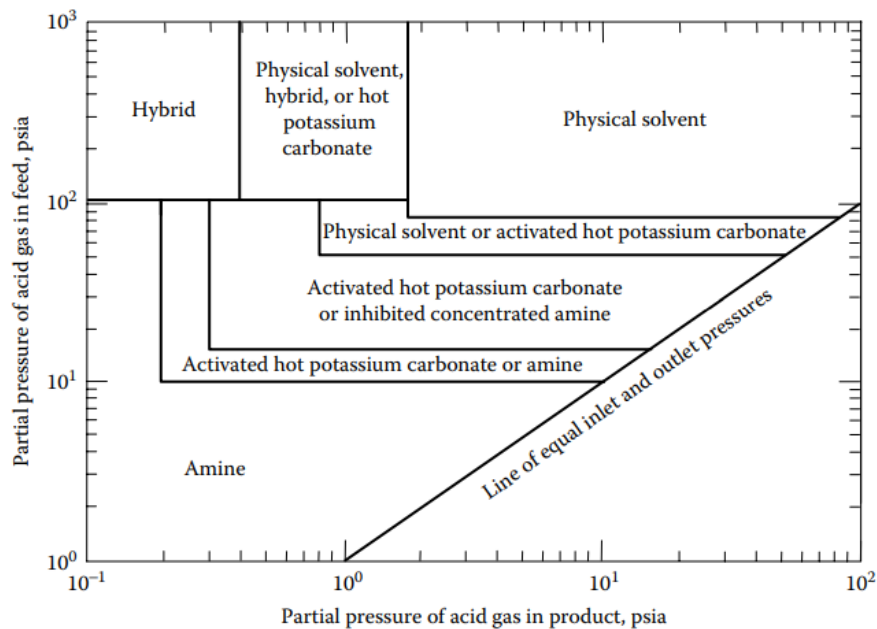 Partial pressure of acid gas in feed, psia
10³
10²
10¹
10⁰
Hybrid
Physical solvent,
hybrid, or hot
potassium
carbonate
Physical solvent
Physical solvent or activated hot potassium carbonate
Activated hot potassium carbonate
or inhibited concentrated amine
Activated hot potassium carbonate or amine
Amine
Line of equal inlet and outlet pressures
10⁻¹
10⁰
10¹
10²
Partial pressure of acid gas in product, psia